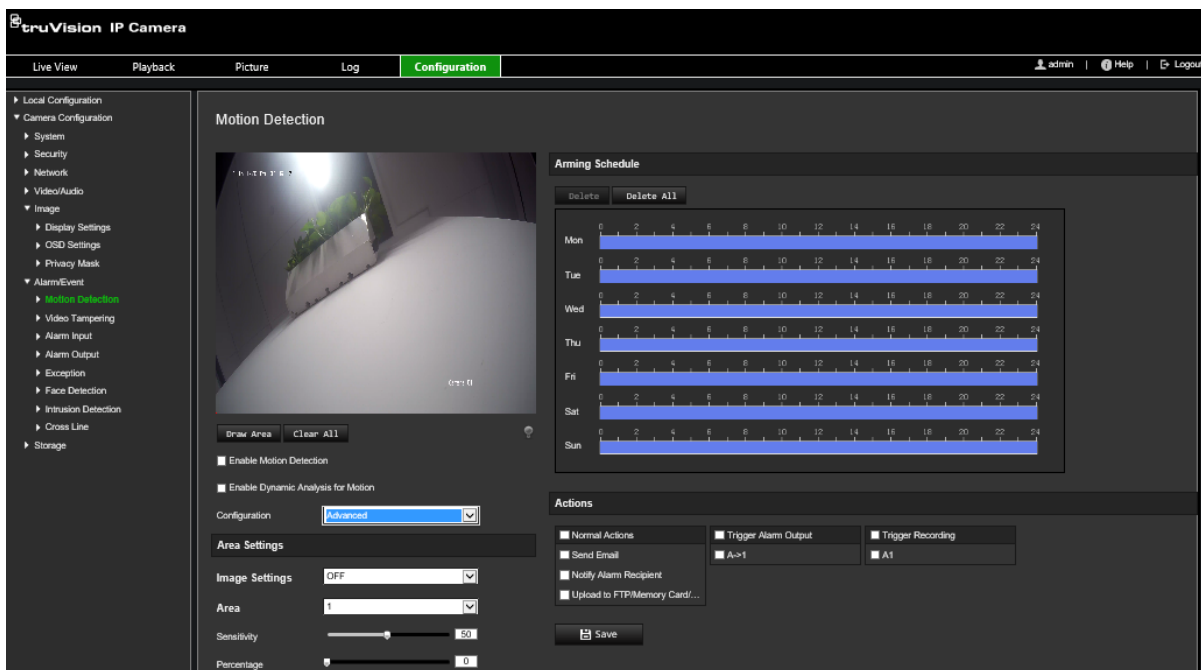 truVision IP Camera
Live View Playback Picture Log Configuration admin | Help | Logout
Local Configuration
Camera Configuration
System
Security
Network
Video/Audio
Image
Display Settings
OSD Settings
Privacy Mask
Alarm/Event
Motion Detection
Video Tampering
Alarm Input
Alarm Output
Exception
Face Detection
Intrusion Detection
Cross Line
Storage
Motion Detection
Draw Area Clear All
Enable Motion Detection
Enable Dynamic Analysis for Motion
Configuration Advanced
Area Settings
Image Settings OFF
Area 1
Sensitivity 50
Percentage 0
Arming Schedule
Delete Delete All
0 2 4 6 8 10 12 14 16 18 20 22 24
Mon
0 2 4 6 8 10 12 14 16 18 20 22 24
Tue
0 2 4 6 8 10 12 14 16 18 20 22 24
Wed
0 2 4 6 8 10 12 14 16 18 20 22 24
Thu
0 2 4 6 8 10 12 14 16 18 20 22 24
Fri
0 2 4 6 8 10 12 14 16 18 20 22 24
Sat
0 2 4 6 8 10 12 14 16 18 20 22 24
Sun
Actions
Normal Actions Trigger Alarm Output Trigger Recording
Send Email A->1 A1
Notify Alarm Recipient
Upload to FTP/Memory Card/...
Save